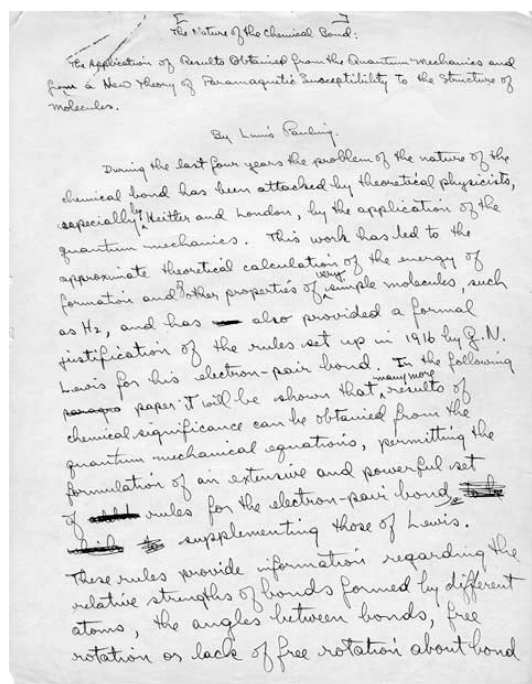 [The Nature of the Chemical Bond:]
The Application of Results Obtained from the Quantum Mechanics and
from a New Theory of Paramagnetic Susceptibility to the Structure of
Molecules.
By Linus Pauling.
During the last four years the problem of the nature of the
chemical bond has been attacked by theoretical physicists,
especially by Heitler and London, by the application of the
quantum mechanics. This work has led to the
approximate theoretical calculation of the energy of
formation and of other properties of very simple molecules, such
as H2, and has also provided a formal
justification of the rules set up in 1916 by G.N.
Lewis for his electron-pair bond. In the following
paper it will be shown that many more results of
chemical significance can be obtained from the
quantum mechanical equations, permitting the
formulation of an extensive and powerful set
of rules for the electron-pair bond
supplementing those of Lewis.
These rules provide information regarding the
relative strengths of bonds formed by different
atoms, the angles between bonds, free
rotation or lack of free rotation about bond